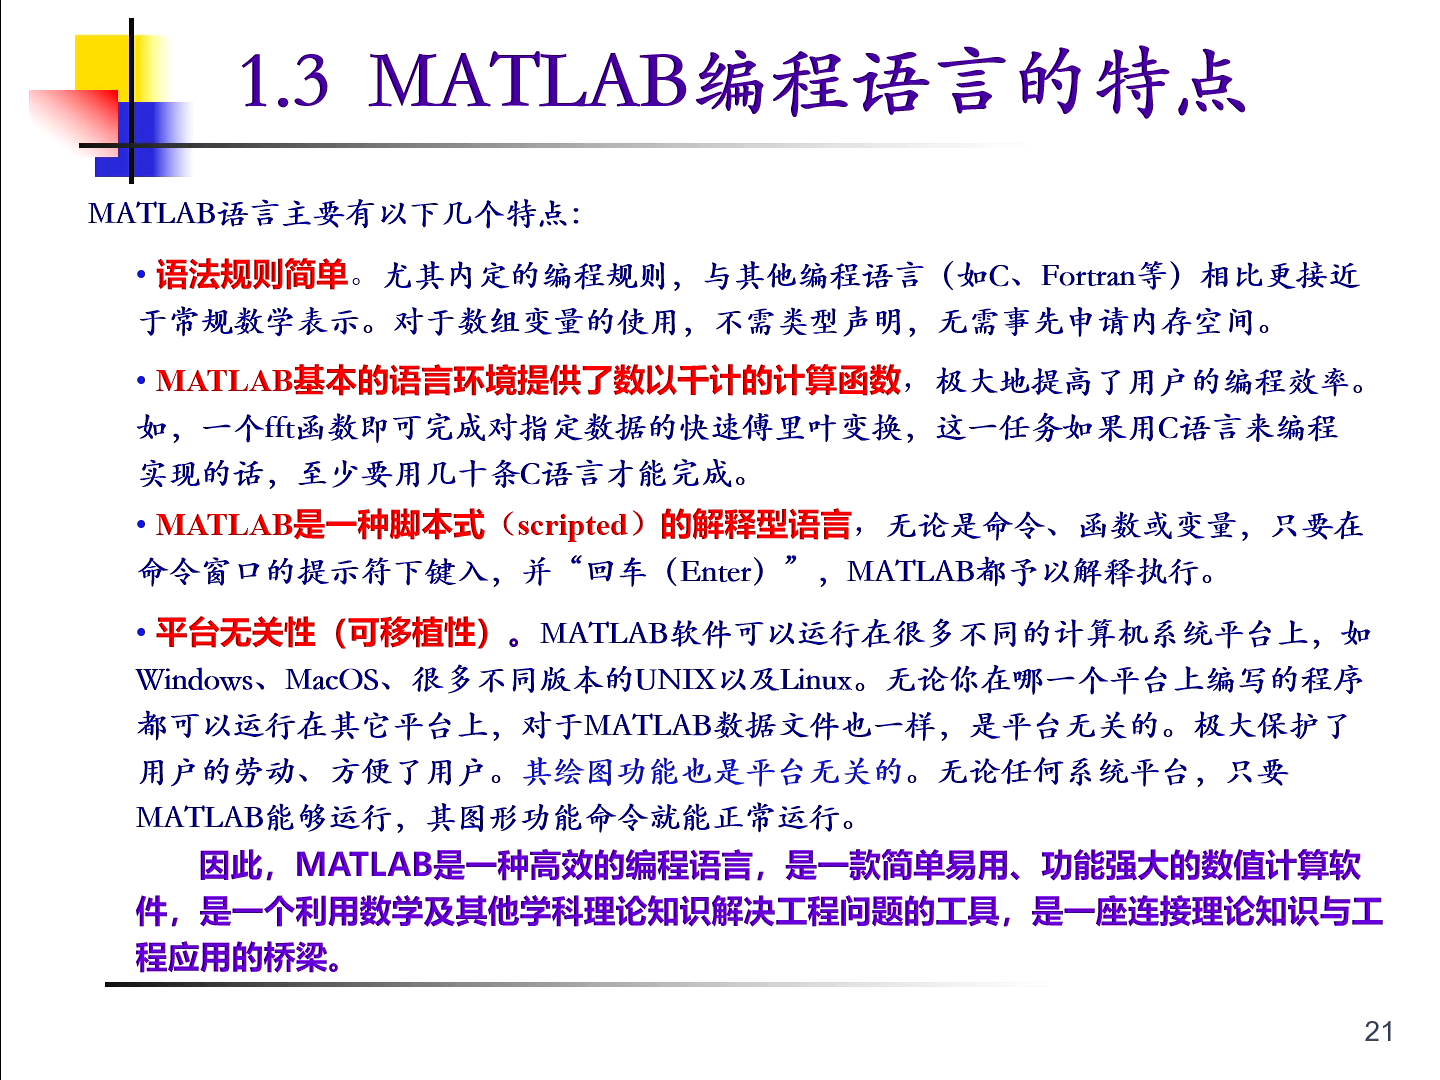 1.3 MATLAB编程语言的特点
MATLAB语言主要有以下几个特点：
• 语法规则简单。尤其内定的编程规则，与其他编程语言（如C、Fortran等）相比更接近
于常规数学表示。对于数组变量的使用，不需类型声明，无需事先申请内存空间。
• MATLAB基本的语言环境提供了数以千计的计算函数，极大地提高了用户的编程效率。
如，一个fft函数即可完成对指定数据的快速傅里叶变换，这一任务如果用C语言来编程
实现的话，至少要用几十条C语言才能完成。
• MATLAB是一种脚本式（scripted）的解释型语言，无论是命令、函数或变量，只要在
命令窗口的提示符下键入，并“回车（Enter）”，MATLAB都予以解释执行。
• 平台无关性（可移植性）。MATLAB软件可以运行在很多不同的计算机系统平台上，如
Windows、MacOS、很多不同版本的UNIX以及Linux。无论你在哪一个平台上编写的程序
都可以运行在其它平台上，对于MATLAB数据文件也一样，是平台无关的。极大保护了
用户的劳动、方便了用户。其绘图功能也是平台无关的。无论任何系统平台，只要
MATLAB能够运行，其图形功能命令就能正常运行。
因此，MATLAB是一种高效的编程语言，是一款简单易用、功能强大的数值计算软
件，是一个利用数学及其他学科理论知识解决工程问题的工具，是一座连接理论知识与工
程应用的桥梁。
21